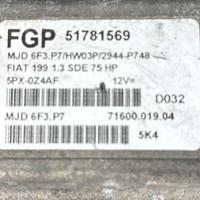 FGP 51781569
MJD 6F3.P7/HW03P/2944-P748
FIAT 199 1.3 SDE 75 HP
5PX-0Z4AF 12V=
D032
MJD 6F3.P7 71600.019.04
5K4